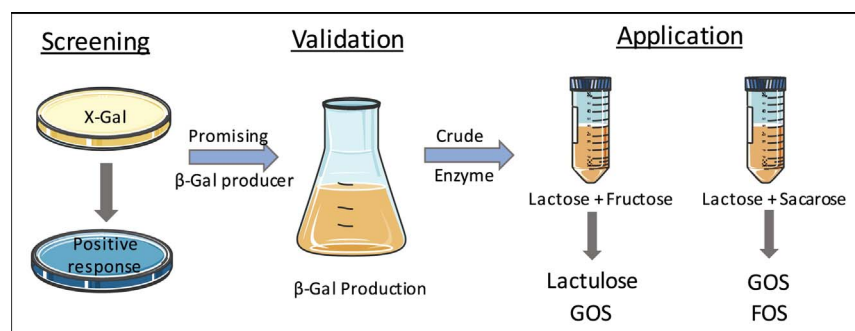 Screening
X-Gal
Positive
response
Promising
β-Gal producer
Validation
β-Gal Production
Crude
Enzyme
Application
Lactose + Fructose
Lactulose
GOS
Lactose + Sacarose
GOS
FOS